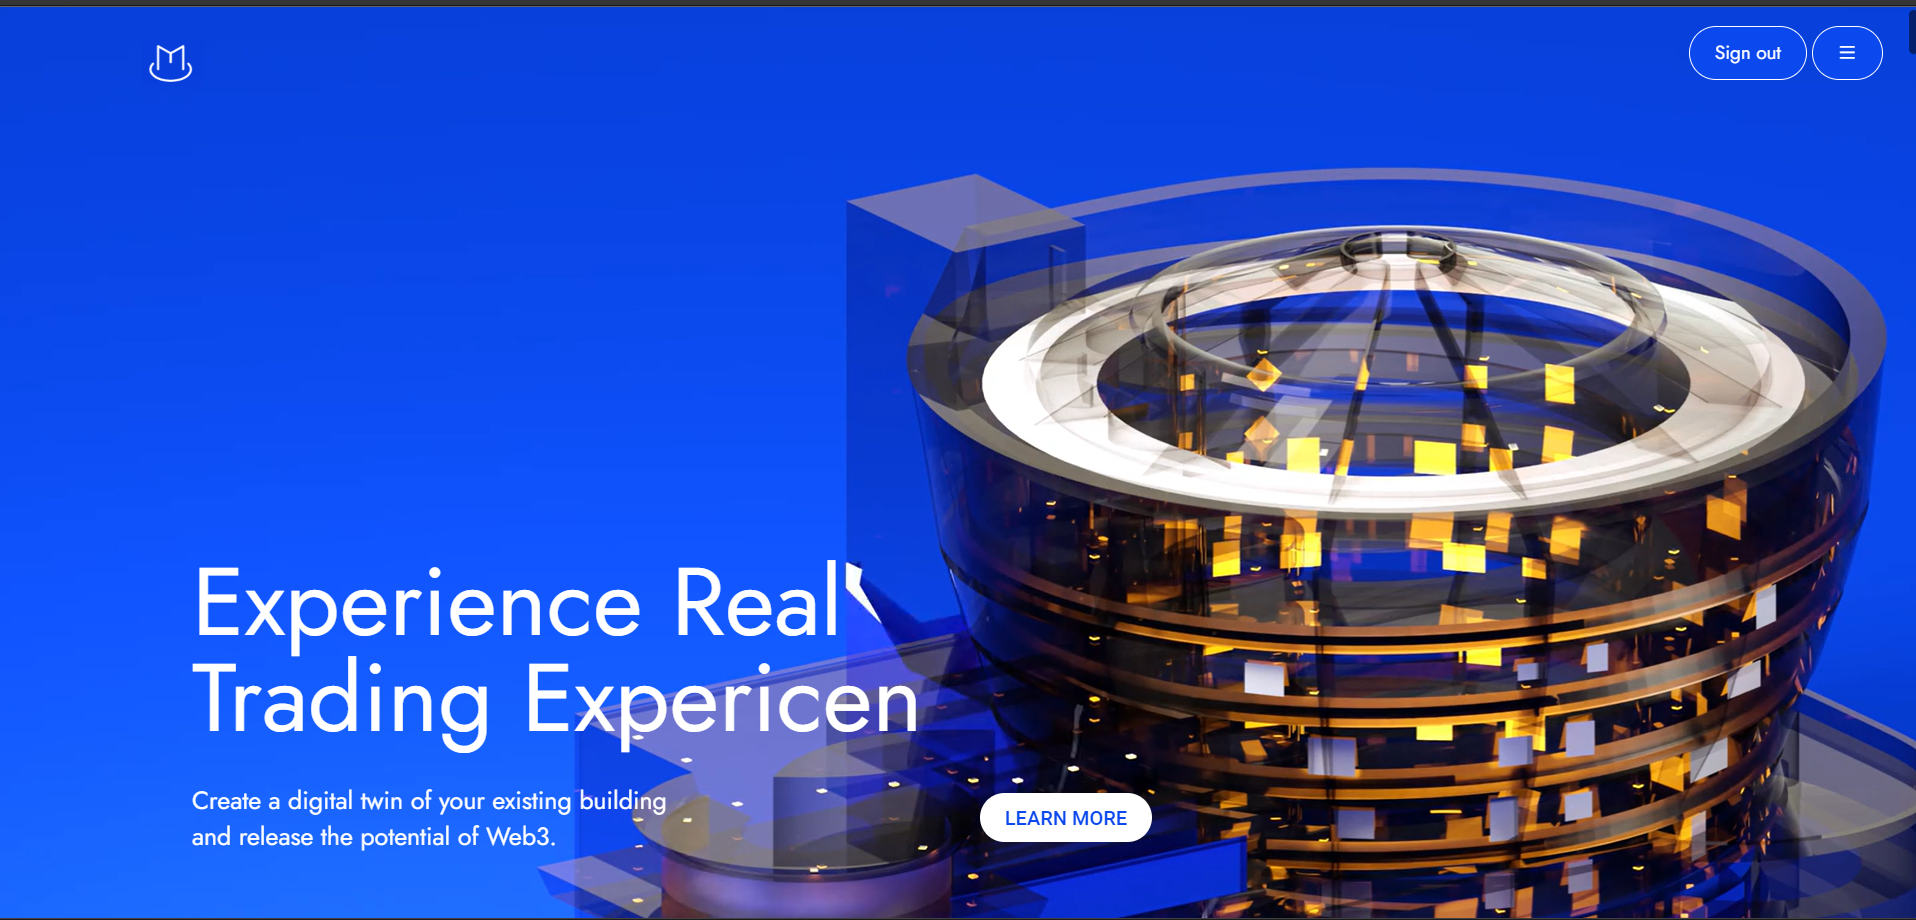 Sign out
Experience Real
Trading Expericen
Create a digital twin of your existing building
and release the potential of Web3.
LEARN MORE